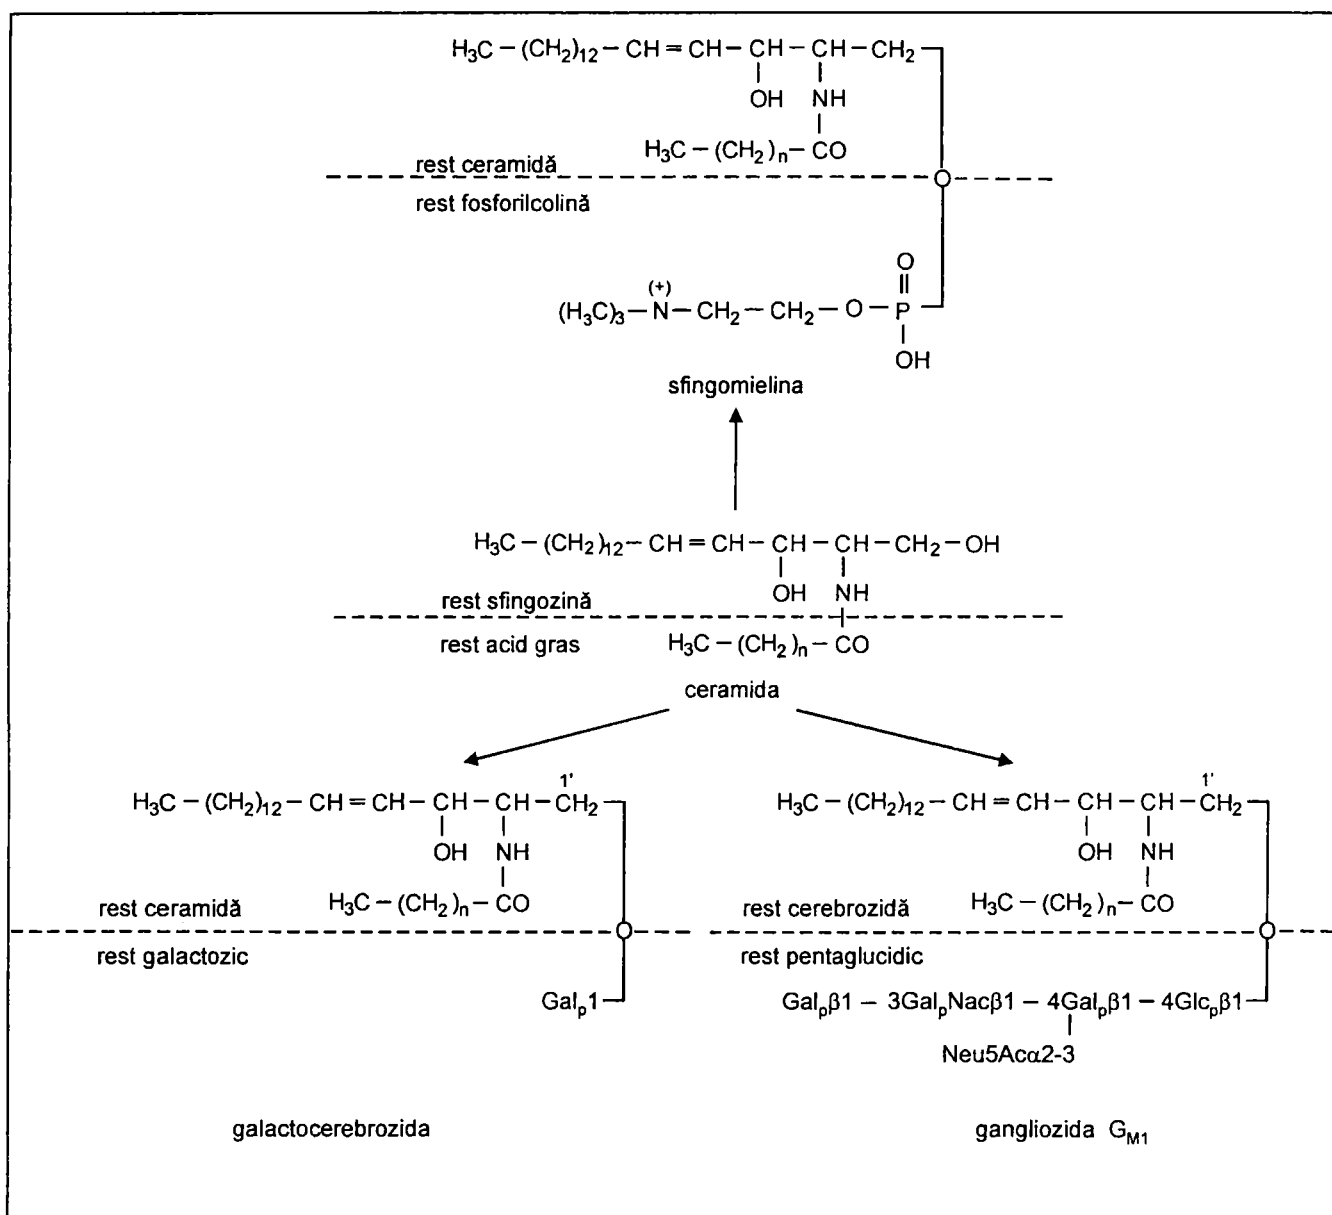 H₃C – (CH₂)₁₂ – CH = CH – CH – CH – CH₂
OH NH
H₃C – (CH₂)ₙ – CO
rest ceramidă
O
rest fosforilcolină
O
(+)
(H₃C)₃ – N – CH₂ – CH₂ – O – P
OH
sfingomielina
H₃C – (CH₂)₁₂ – CH = CH – CH – CH – CH₂ – OH
OH NH
rest sfingozină
rest acid gras H₃C – (CH₂)ₙ – CO
ceramida
1'
H₃C – (CH₂)₁₂ – CH = CH – CH – CH – CH₂
OH NH
rest ceramidă H₃C – (CH₂)ₙ – CO
O
rest galactozic
Galₚ1
galactocerebrozida
1'
H₃C – (CH₂)₁₂ – CH = CH – CH – CH – CH₂
OH NH
rest cerebrozidă H₃C – (CH₂)ₙ – CO
O
rest pentaglucidic
Galₚβ1 – 3GalₚNacβ1 – 4Galₚβ1 – 4Glcₚβ1
Neu5Acα2-3
gangliozida G_M1